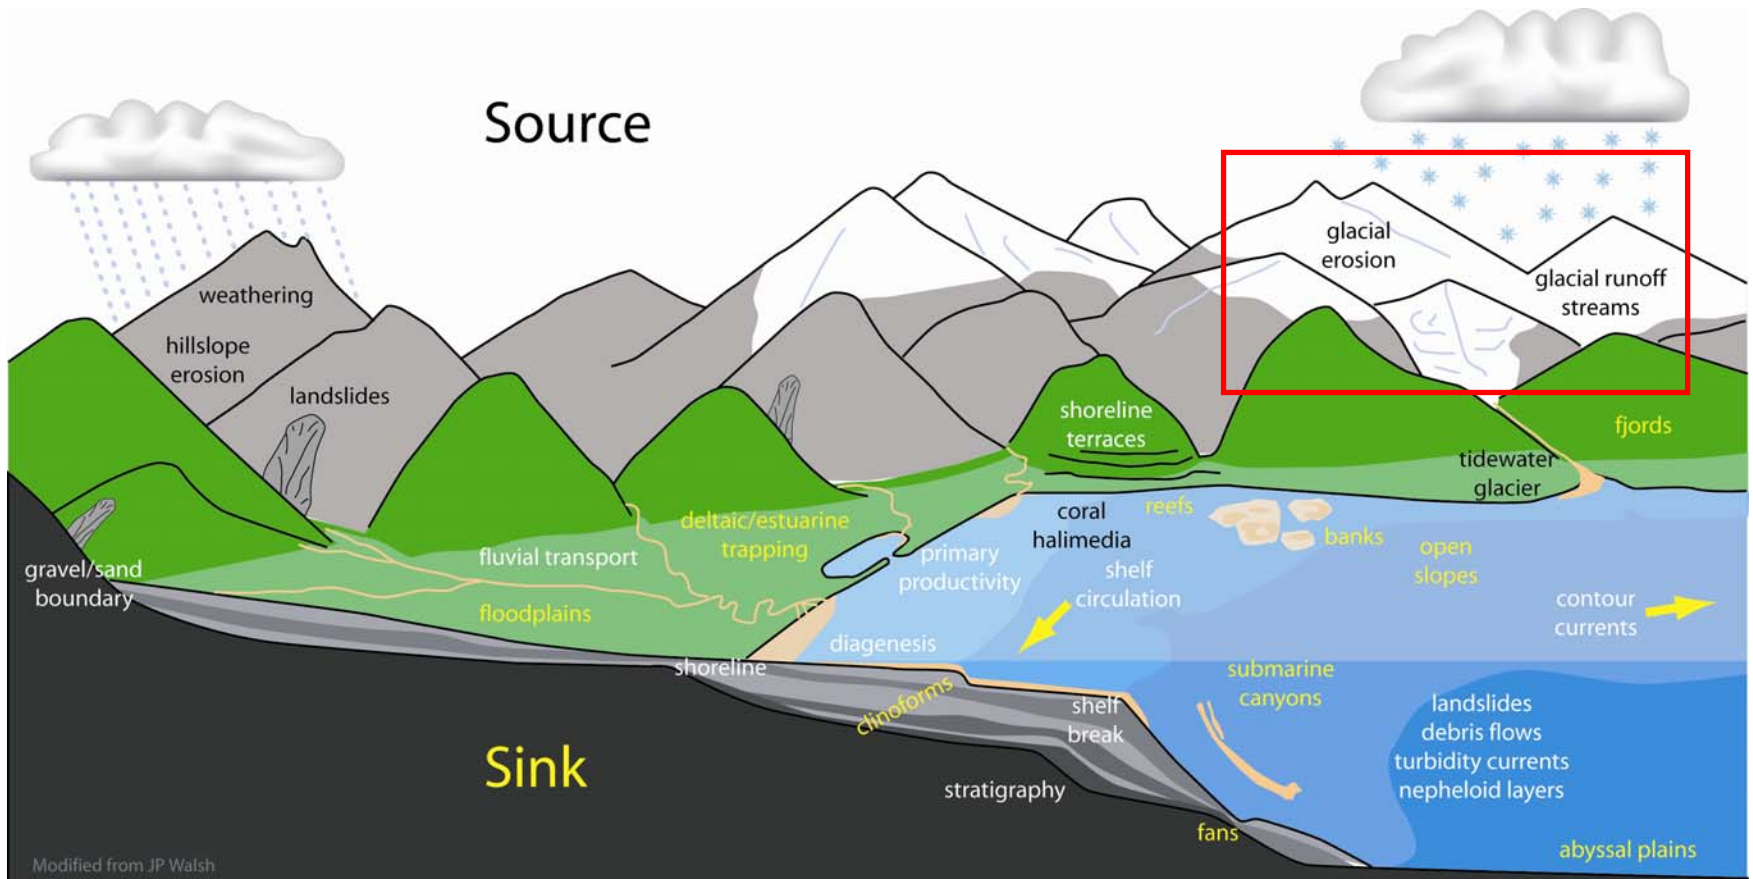 Source
glacial
erosion
glacial runoff
streams
weathering
hillslope
erosion
landslides
shoreline
terraces
fjords
tidewater
glacier
coral
halimedia
reefs
banks
open
slopes
deltaic/estuarine
trapping
fluvial transport
primary
productivity
shelf
circulation
gravel/sand
boundary
floodplains
contour
currents
diagenesis
shoreline
submarine
canyons
clinoforms
shelf
break
landslides
debris flows
turbidity currents
nepheloid layers
Sink
stratigraphy
fans
abyssal plains
Modified from JP Walsh